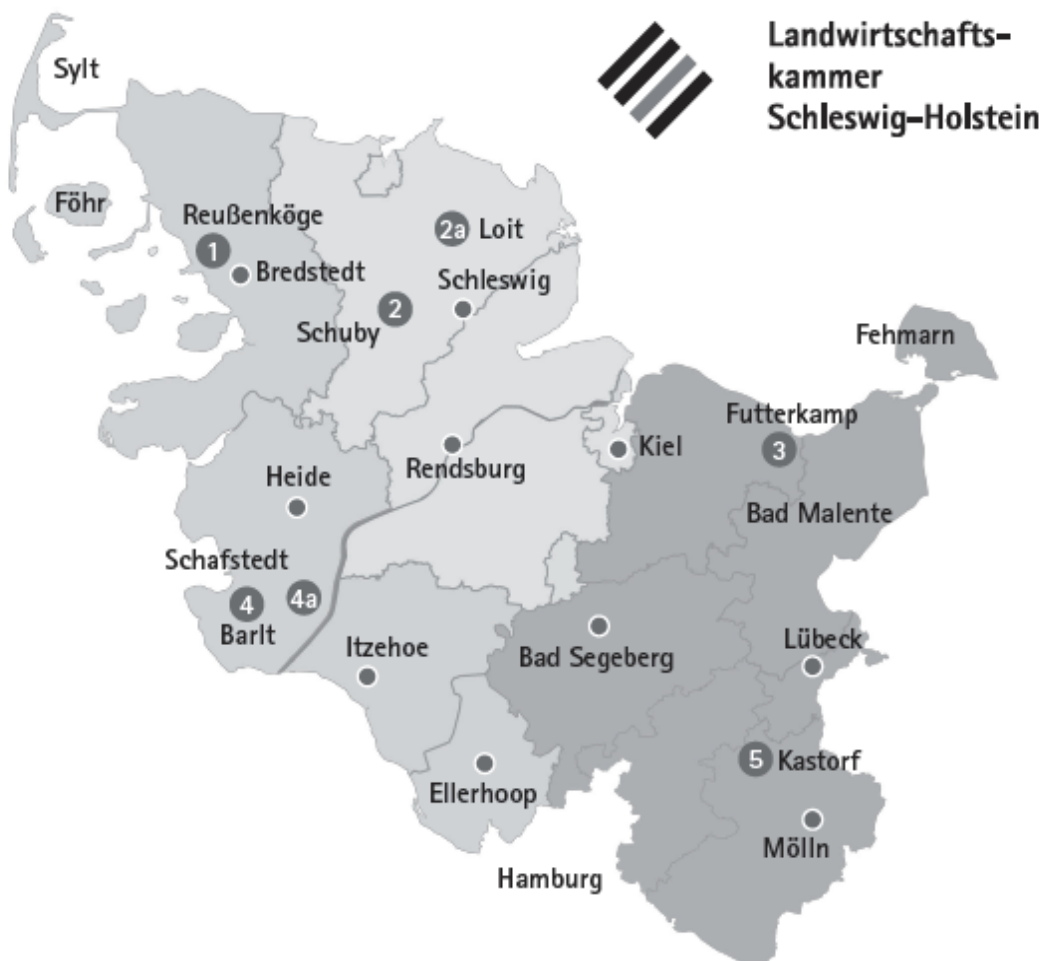 Landwirtschafts-
kammer
Schleswig-Holstein
Sylt
Föhr
Reußenköge
1
Bredstedt
2a Loit
Schleswig
2
Schuby
Fehmarn
Futterkamp
3
Kiel
Rendsburg
Heide
Bad Malente
Schafstedt
4 4a
Barlt
Itzehoe
Bad Segeberg
Lübeck
5 Kastorf
Ellerhoop
Mölln
Hamburg